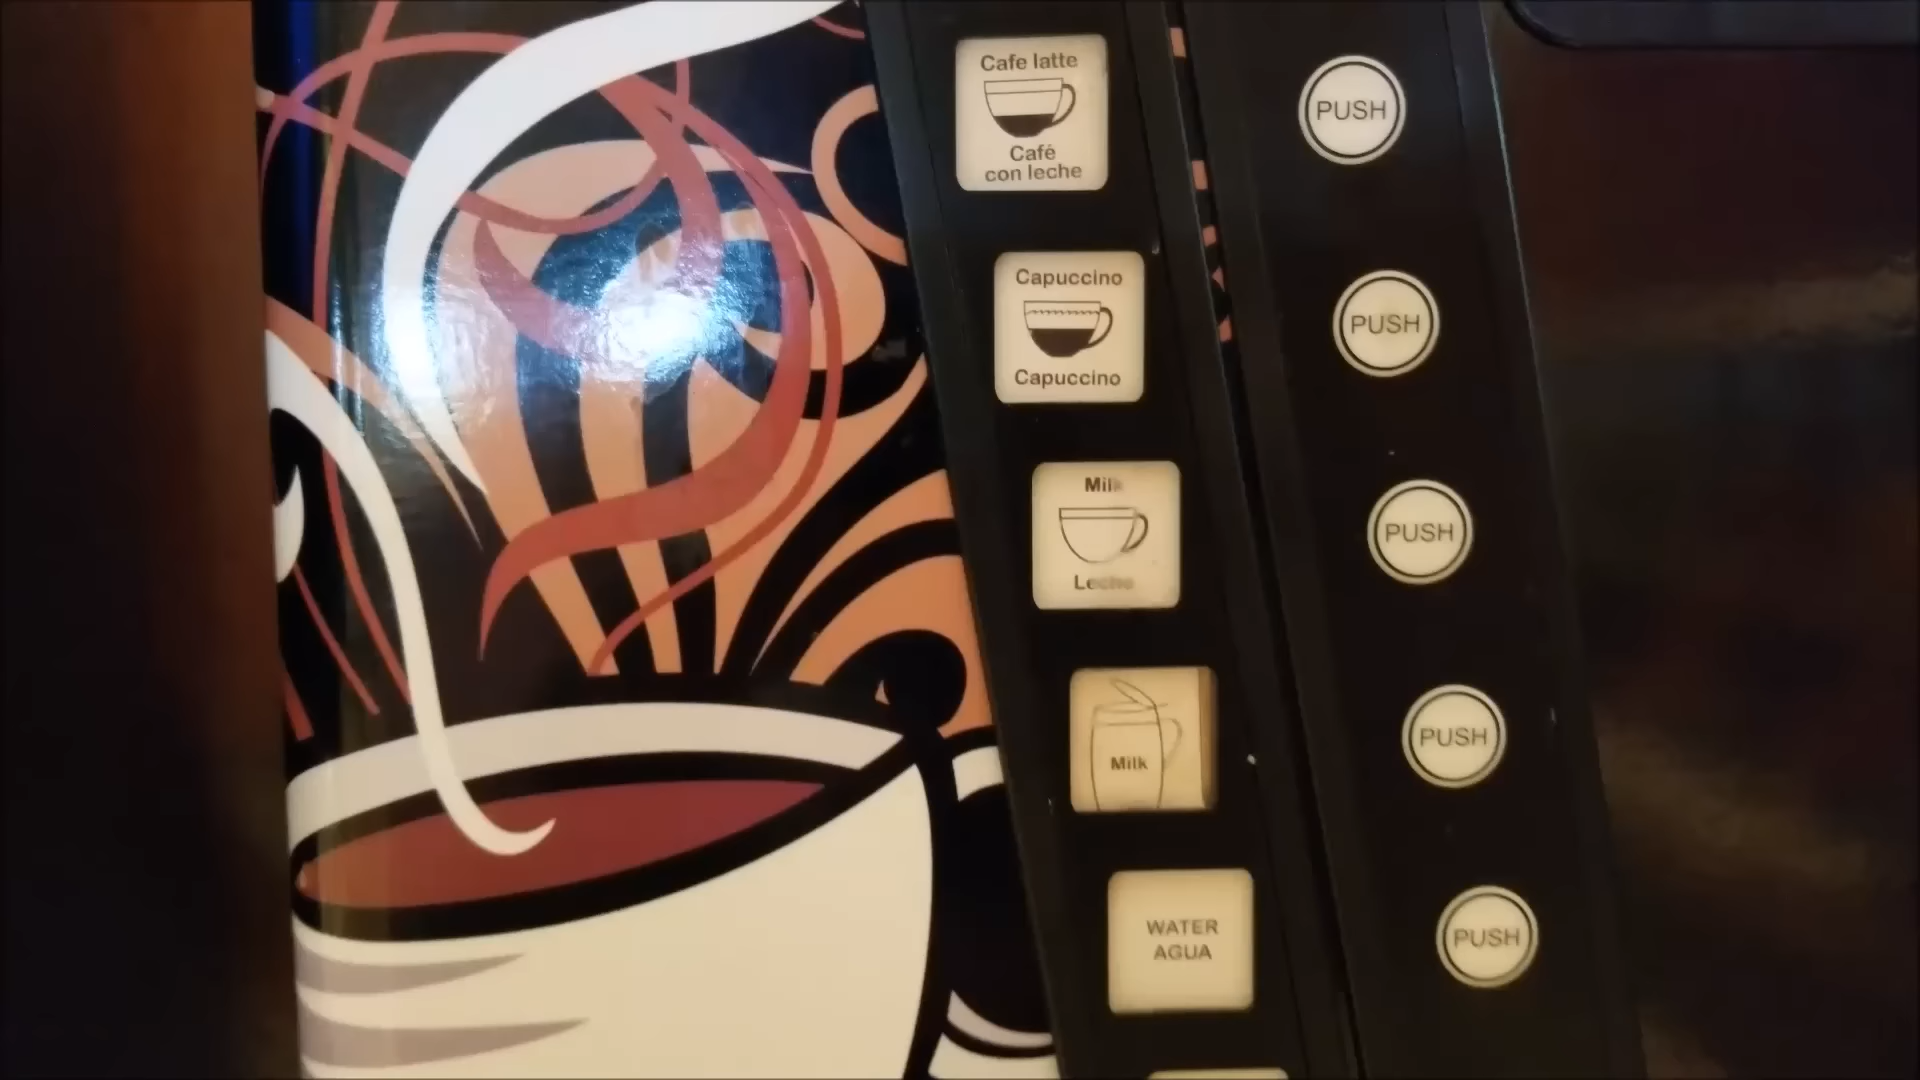 Cafe latte
Café
con leche
PUSH
Capuccino
Capuccino
PUSH
Milk
Leche
PUSH
Milk
PUSH
WATER
AGUA
PUSH